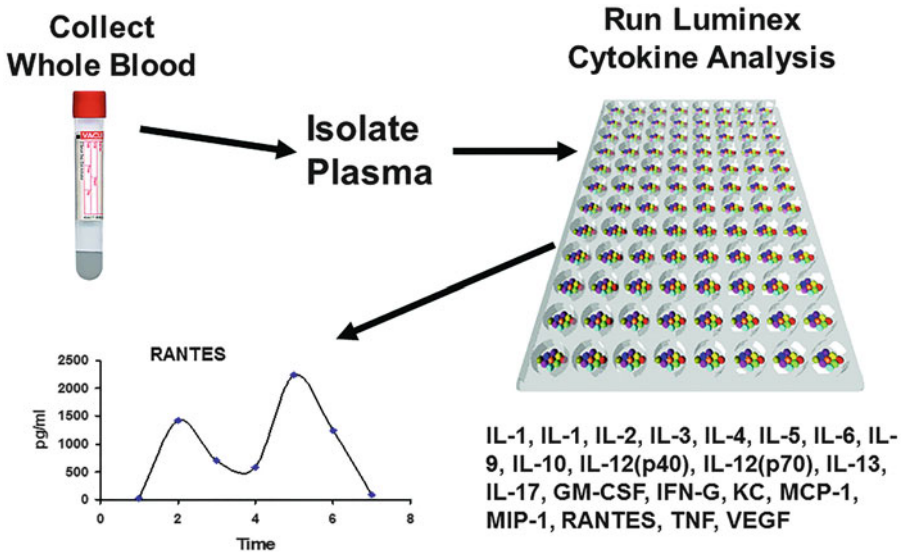 Collect
Whole Blood
Run Luminex
Cytokine Analysis
VACU
Isolate
Plasma
RANTES
pg/ml
2500
2000
1500
1000
500
0
0 2 4 6 8
Time
IL-1, IL-1, IL-2, IL-3, IL-4, IL-5, IL-6, IL-
9, IL-10, IL-12(p40), IL-12(p70), IL-13,
IL-17, GM-CSF, IFN-G, KC, MCP-1,
MIP-1, RANTES, TNF, VEGF